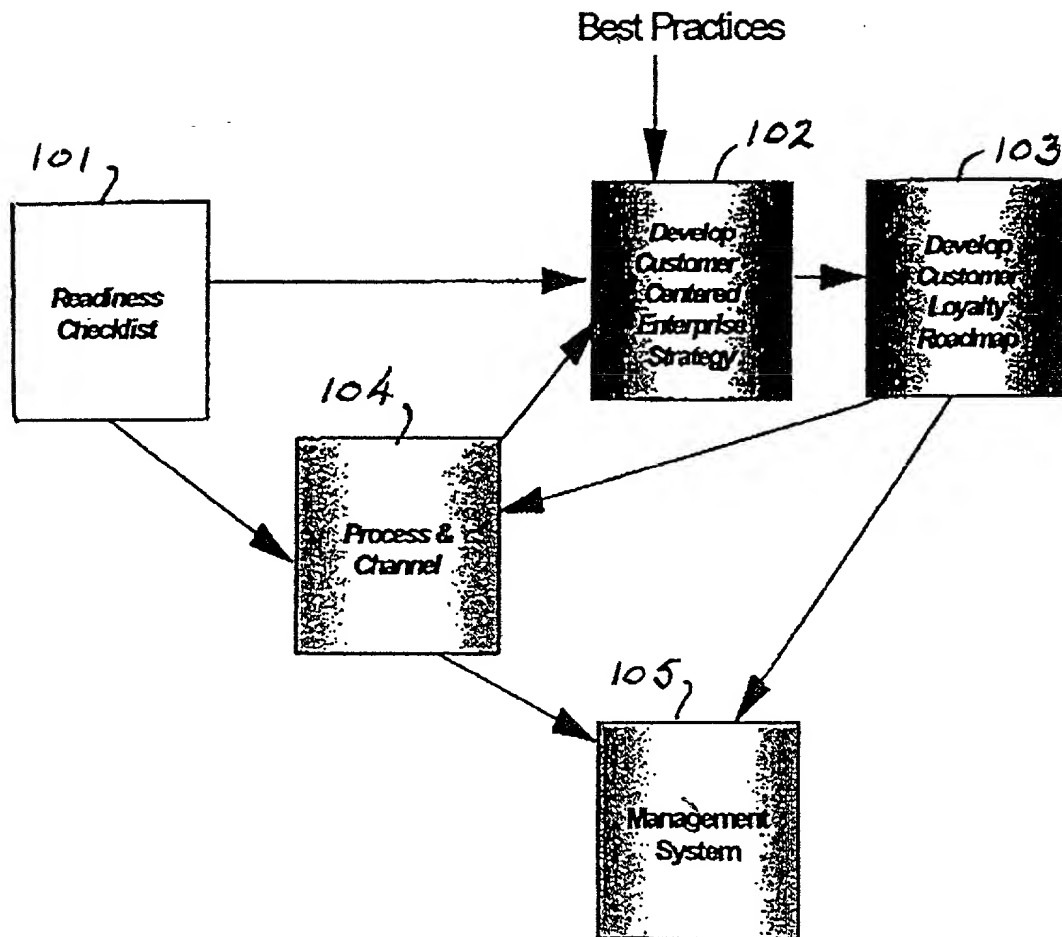 Best Practices
101
102
103
Readiness
Checklist
Develop
Customer
Centered
Enterprise
Strategy
Develop
Customer
Loyalty
Roadmap
104
Process &
Channel
105
Management
System